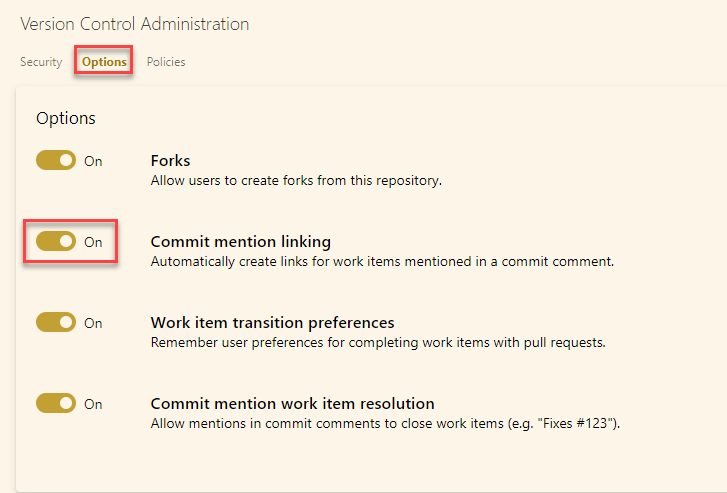 Version Control Administration
Security Options Policies
Options
On Forks
Allow users to create forks from this repository.
On Commit mention linking
Automatically create links for work items mentioned in a commit comment.
On Work item transition preferences
Remember user preferences for completing work items with pull requests.
On Commit mention work item resolution
Allow mentions in commit comments to close work items (e.g. "Fixes #123").